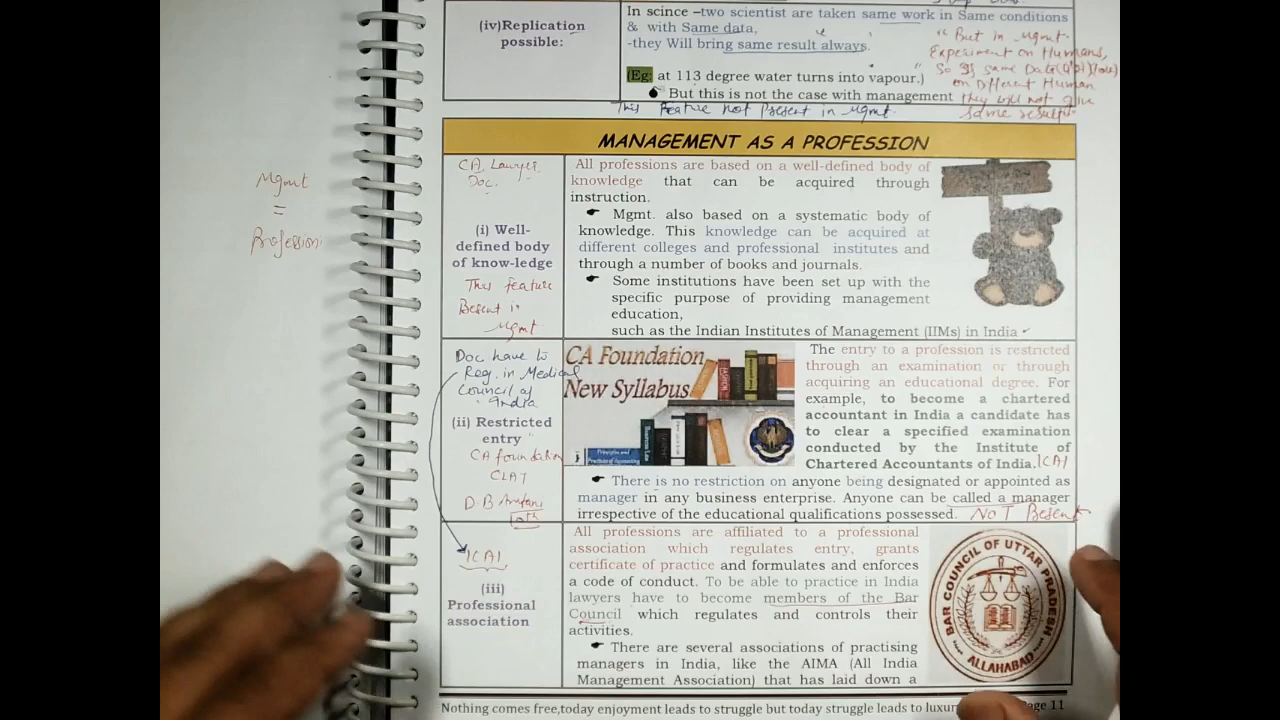 (iv)Replication
possible:
In scince –two scientist are taken same work in Same conditions
& with Same data,
-they Will bring same result always.
(Eg: at 113 degree water turns into vapour.)
But this is not the case with management
" But in Mgmt.
Experiment on Humans,
So If same Data
on Different Human
they will not give
same result.
This Feature not Present in Mgmt.
MANAGEMENT AS A PROFESSION
Mgmt
=
Profession
CA, Lawyer,
Doc.
(i) Well-
defined body
of know-ledge
This feature
Mgmt
All professions are based on a well-defined body of
knowledge that can be acquired through
instruction.
Mgmt. also based on a systematic body of
knowledge. This knowledge can be acquired at
different colleges and professional institutes and
through a number of books and journals.
Some institutions have been set up with the
specific purpose of providing management
education,
such as the Indian Institutes of Management (IIMs) in India
Doc have to
Reg. in Medical
Council of
India
(ii) Restricted
entry
CA foundation
CLAT
CA Foundation
New Syllabus
Business Law
Principles and
Practices of Accounting
The entry to a profession is restricted
through an examination or through
acquiring an educational degree. For
example, to become a chartered
accountant in India a candidate has
to clear a specified examination
conducted by the Institute of
Chartered Accountants of India. ICAI
There is no restriction on anyone being designated or appointed as
manager in any business enterprise. Anyone can be called a manager
irrespective of the educational qualifications possessed. NOT Present
ICAI
(iii)
Professional
association
All professions are affiliated to a professional
association which regulates entry, grants
certificate of practice and formulates and enforces
a code of conduct. To be able to practice in India
lawyers have to become members of the Bar
Council which regulates and controls their
activities.
There are several associations of practising
managers in India, like the AIMA (All India
Management Association) that has laid down a
BAR COUNCIL OF UTTAR PRADESH
ALLAHABAD
Nothing comes free,today enjoyment leads to struggle but today struggle leads to
Page 11